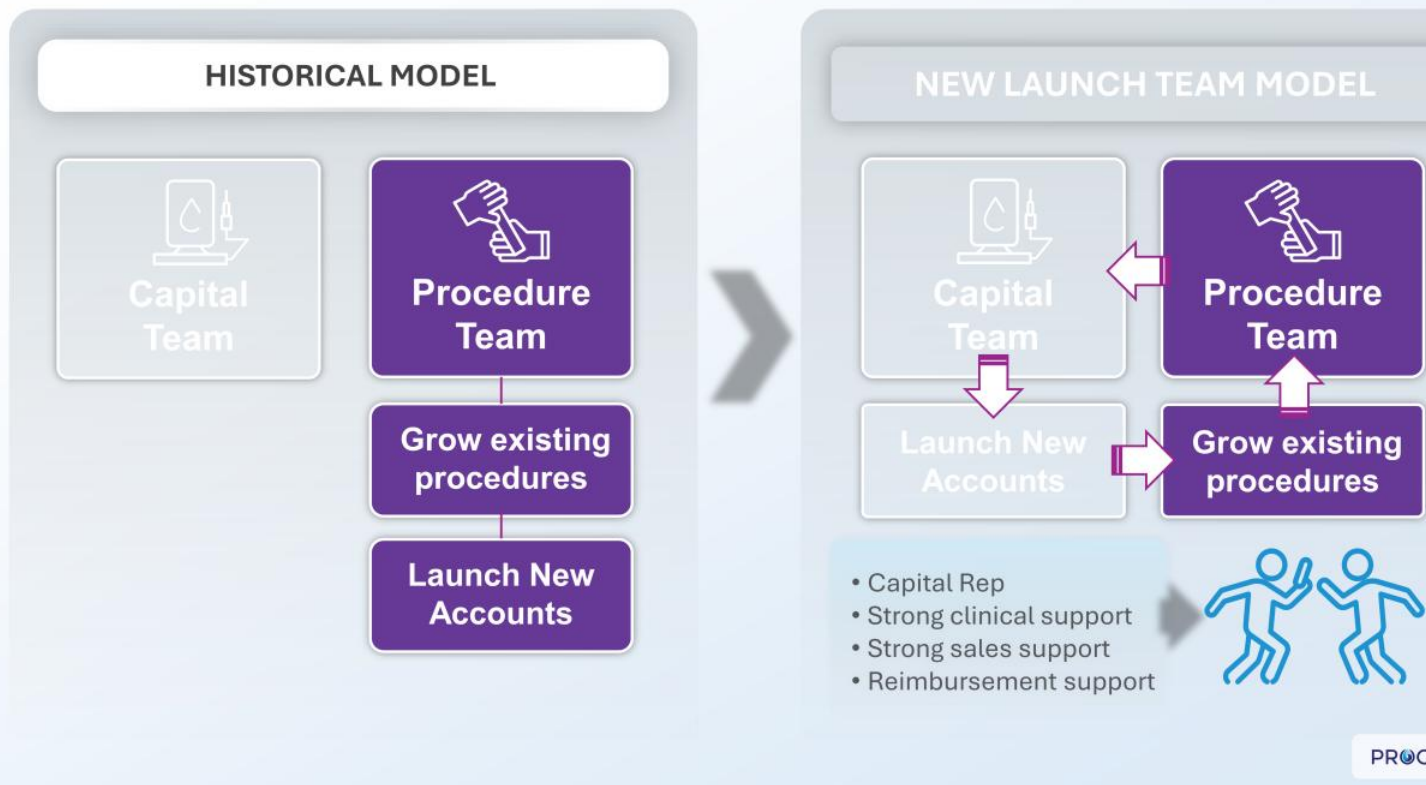 HISTORICAL MODEL
Capital
Team
Procedure
Team
Grow existing
procedures
Launch New
Accounts
NEW LAUNCH TEAM MODEL
Capital
Team
Procedure
Team
Launch New
Accounts
Grow existing
procedures
• Capital Rep
• Strong clinical support
• Strong sales support
• Reimbursement support
PROC